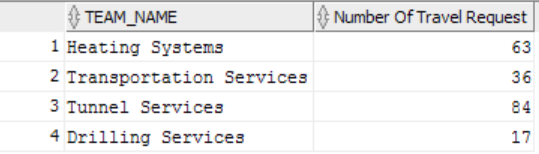 TEAM_NAME Number Of Travel Request
1 Heating Systems 63
2 Transportation Services 36
3 Tunnel Services 84
4 Drilling Services 17